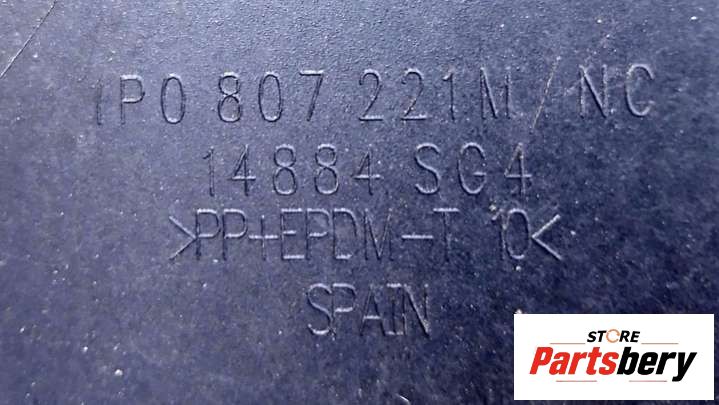 1P0 807 221M/NC
14884 SG4
>PP+EPDM-T 10<
SPAIN
STORE
Partsbery